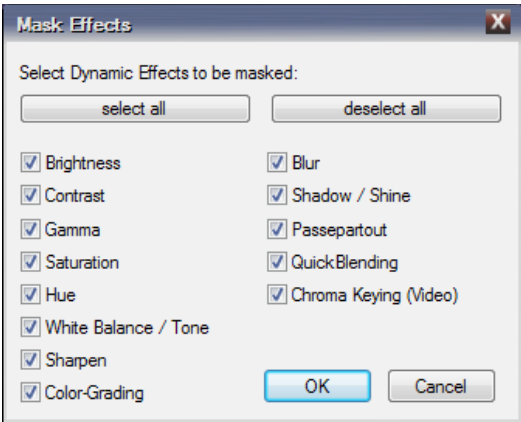 Mask Effects
Select Dynamic Effects to be masked:
select all
deselect all
Brightness
Contrast
Gamma
Saturation
Hue
White Balance / Tone
Sharpen
Color-Grading
Blur
Shadow / Shine
Passepartout
QuickBlending
Chroma Keying (Video)
OK
Cancel